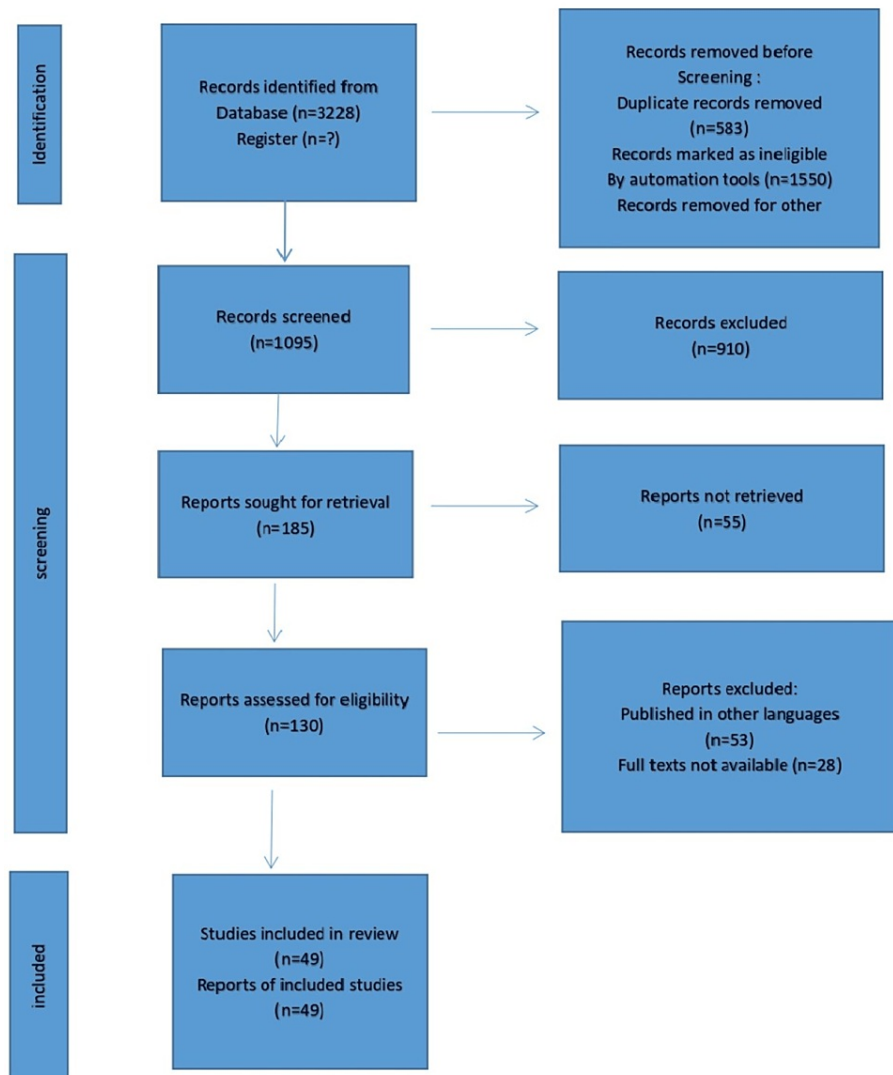 Identification
Records identified from
Database (n=3228)
Register (n=?)
Records removed before
Screening :
Duplicate records removed
(n=583)
Records marked as ineligible
By automation tools (n=1550)
Records removed for other
screening
Records screened
(n=1095)
Records excluded
(n=910)
Reports sought for retrieval
(n=185)
Reports not retrieved
(n=55)
Reports assessed for eligibility
(n=130)
Reports excluded:
Published in other languages
(n=53)
Full texts not available (n=28)
included
Studies included in review
(n=49)
Reports of included studies
(n=49)